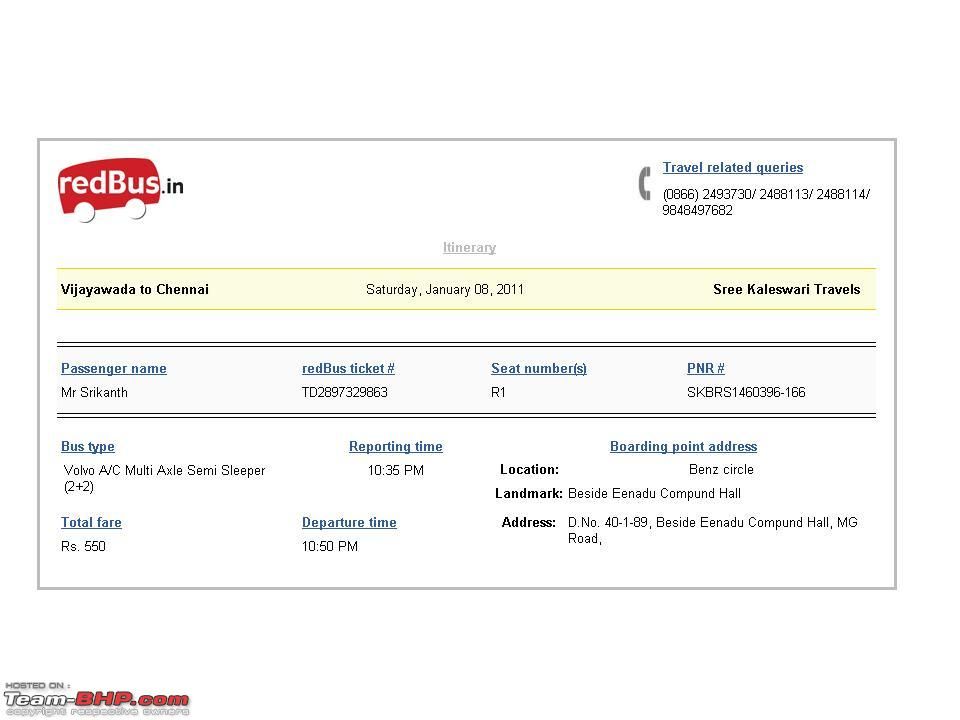 redBus.in
Travel related queries
(0866) 2493730/ 2488113/ 2488114/
9848497682
Itinerary
Vijayawada to Chennai Saturday, January 08, 2011 Sree Kaleswari Travels
Passenger name redBus ticket # Seat number(s) PNR #
Mr Srikanth TD2897329863 R1 SKBRS1460396-166
Bus type Reporting time Boarding point address
Volvo A/C Multi Axle Semi Sleeper 10:35 PM Location: Benz circle
(2+2)
Landmark: Beside Eenadu Compund Hall
Total fare Departure time Address: D.No. 40-1-89, Beside Eenadu Compund Hall, MG
Road,
Rs. 550 10:50 PM
HOSTED ON :
Team-BHP.com
copyright respective owners